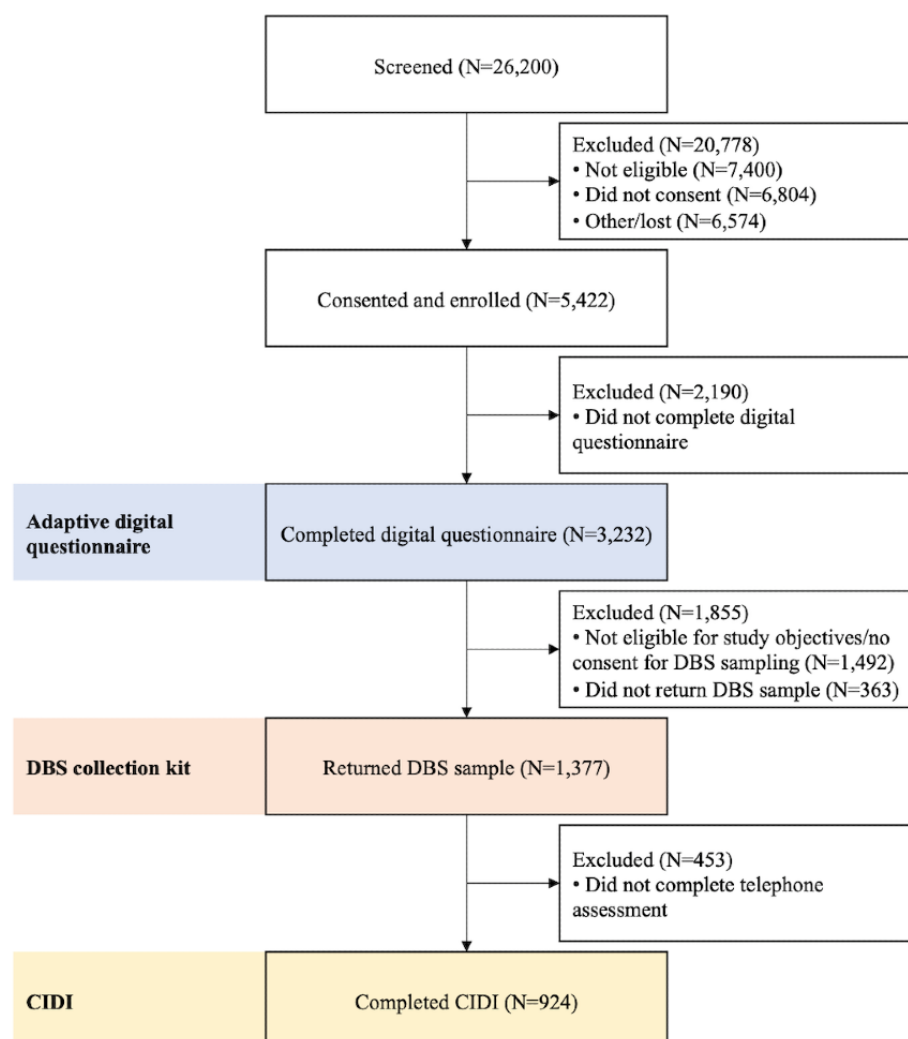 Screened (N=26,200)
Excluded (N=20,778)
• Not eligible (N=7,400)
• Did not consent (N=6,804)
• Other/lost (N=6,574)
Consented and enrolled (N=5,422)
Excluded (N=2,190)
• Did not complete digital
questionnaire
Adaptive digital
questionnaire
Completed digital questionnaire (N=3,232)
Excluded (N=1,855)
• Not eligible for study objectives/no
consent for DBS sampling (N=1,492)
• Did not return DBS sample (N=363)
DBS collection kit
Returned DBS sample (N=1,377)
Excluded (N=453)
• Did not complete telephone
assessment
CIDI
Completed CIDI (N=924)